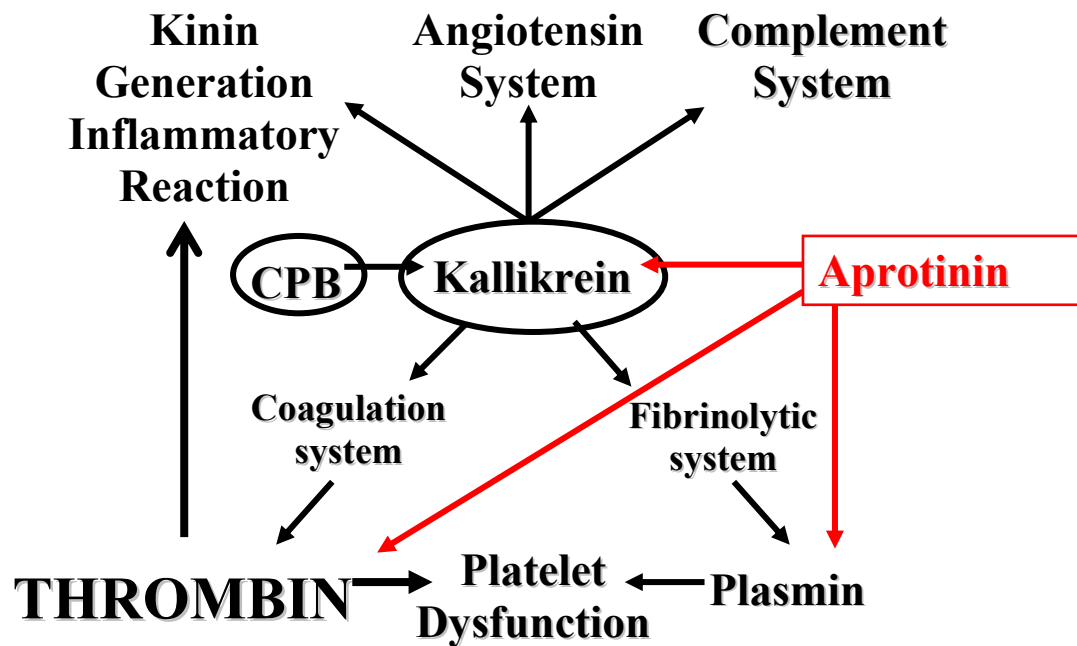 Kinin
Generation
Inflammatory
Reaction
Angiotensin
System
Complement
System
CPB
Kallikrein
Aprotinin
Coagulation
system
Fibrinolytic
system
THROMBIN
Platelet
Dysfunction
Plasmin